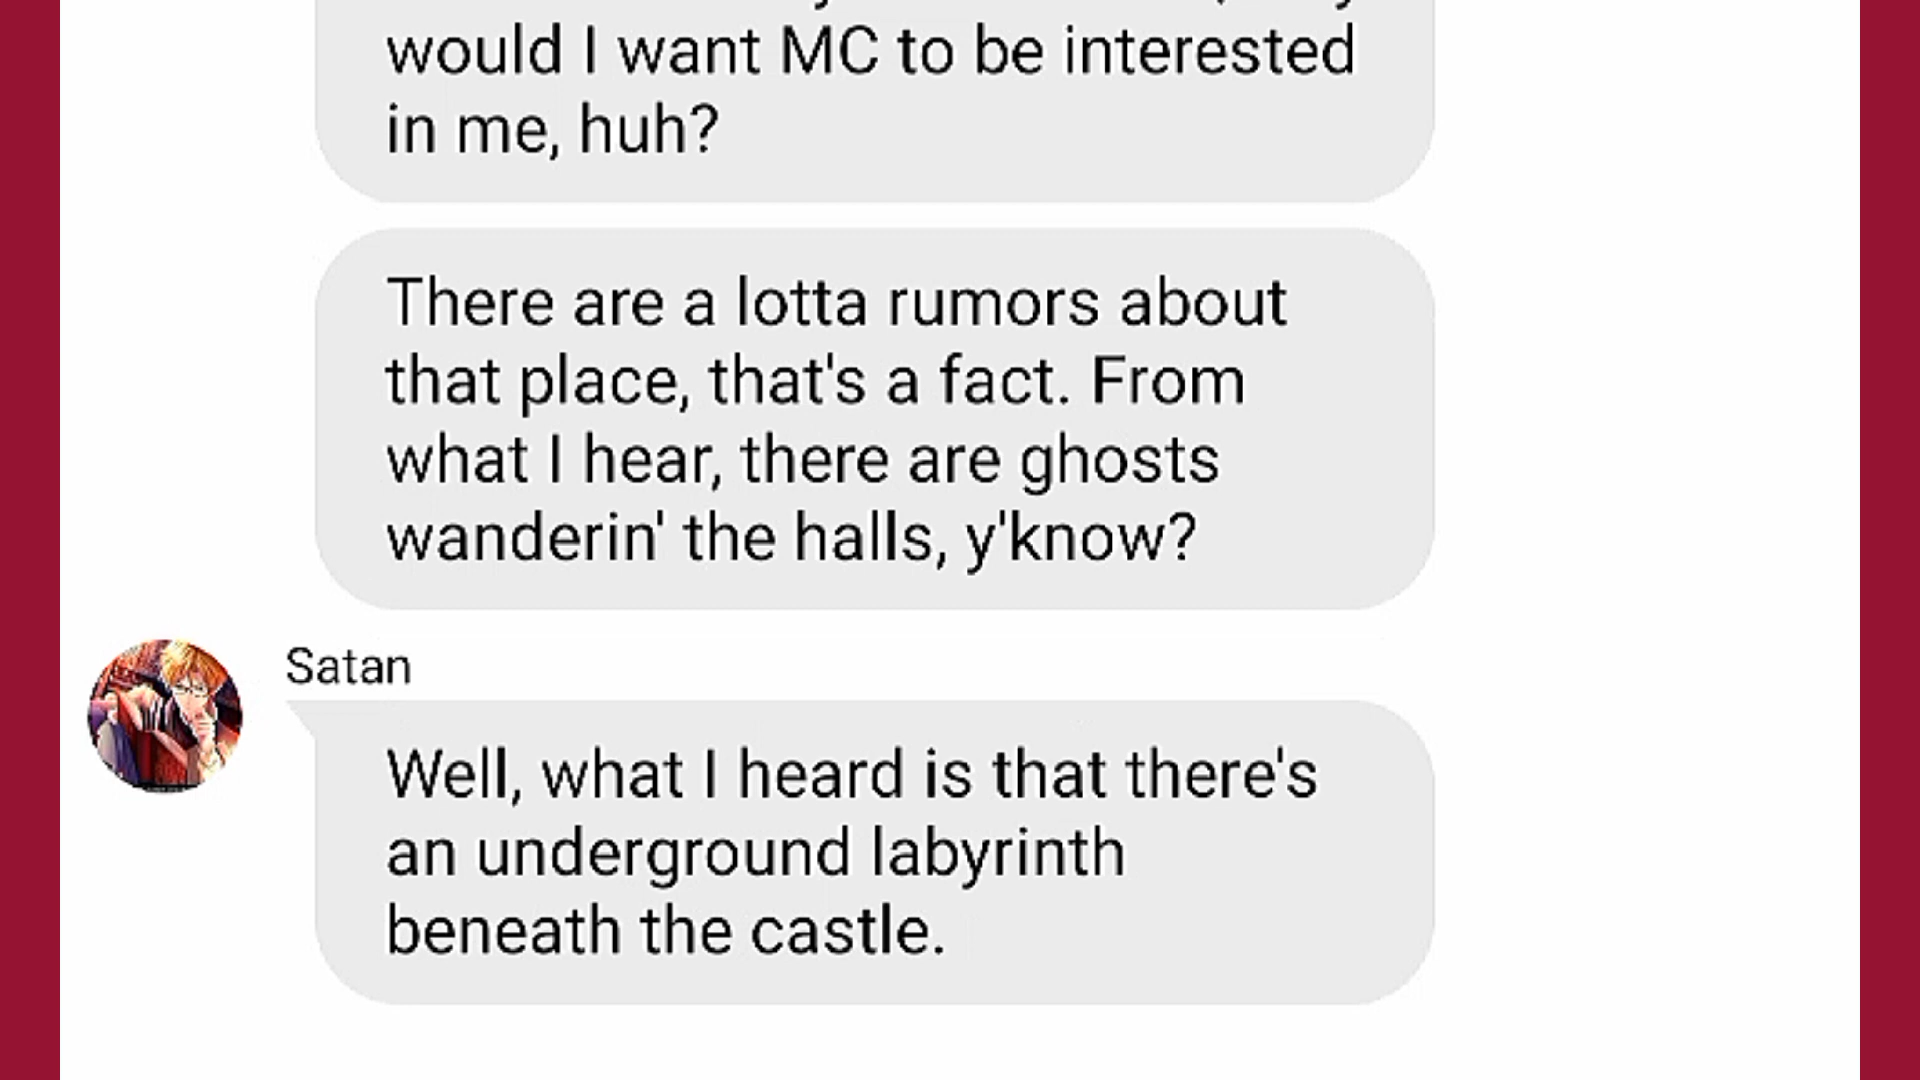 would I want MC to be interested
in me, huh?
There are a lotta rumors about
that place, that's a fact. From
what I hear, there are ghosts
wanderin' the halls, y'know?
Satan
Well, what I heard is that there's
an underground labyrinth
beneath the castle.